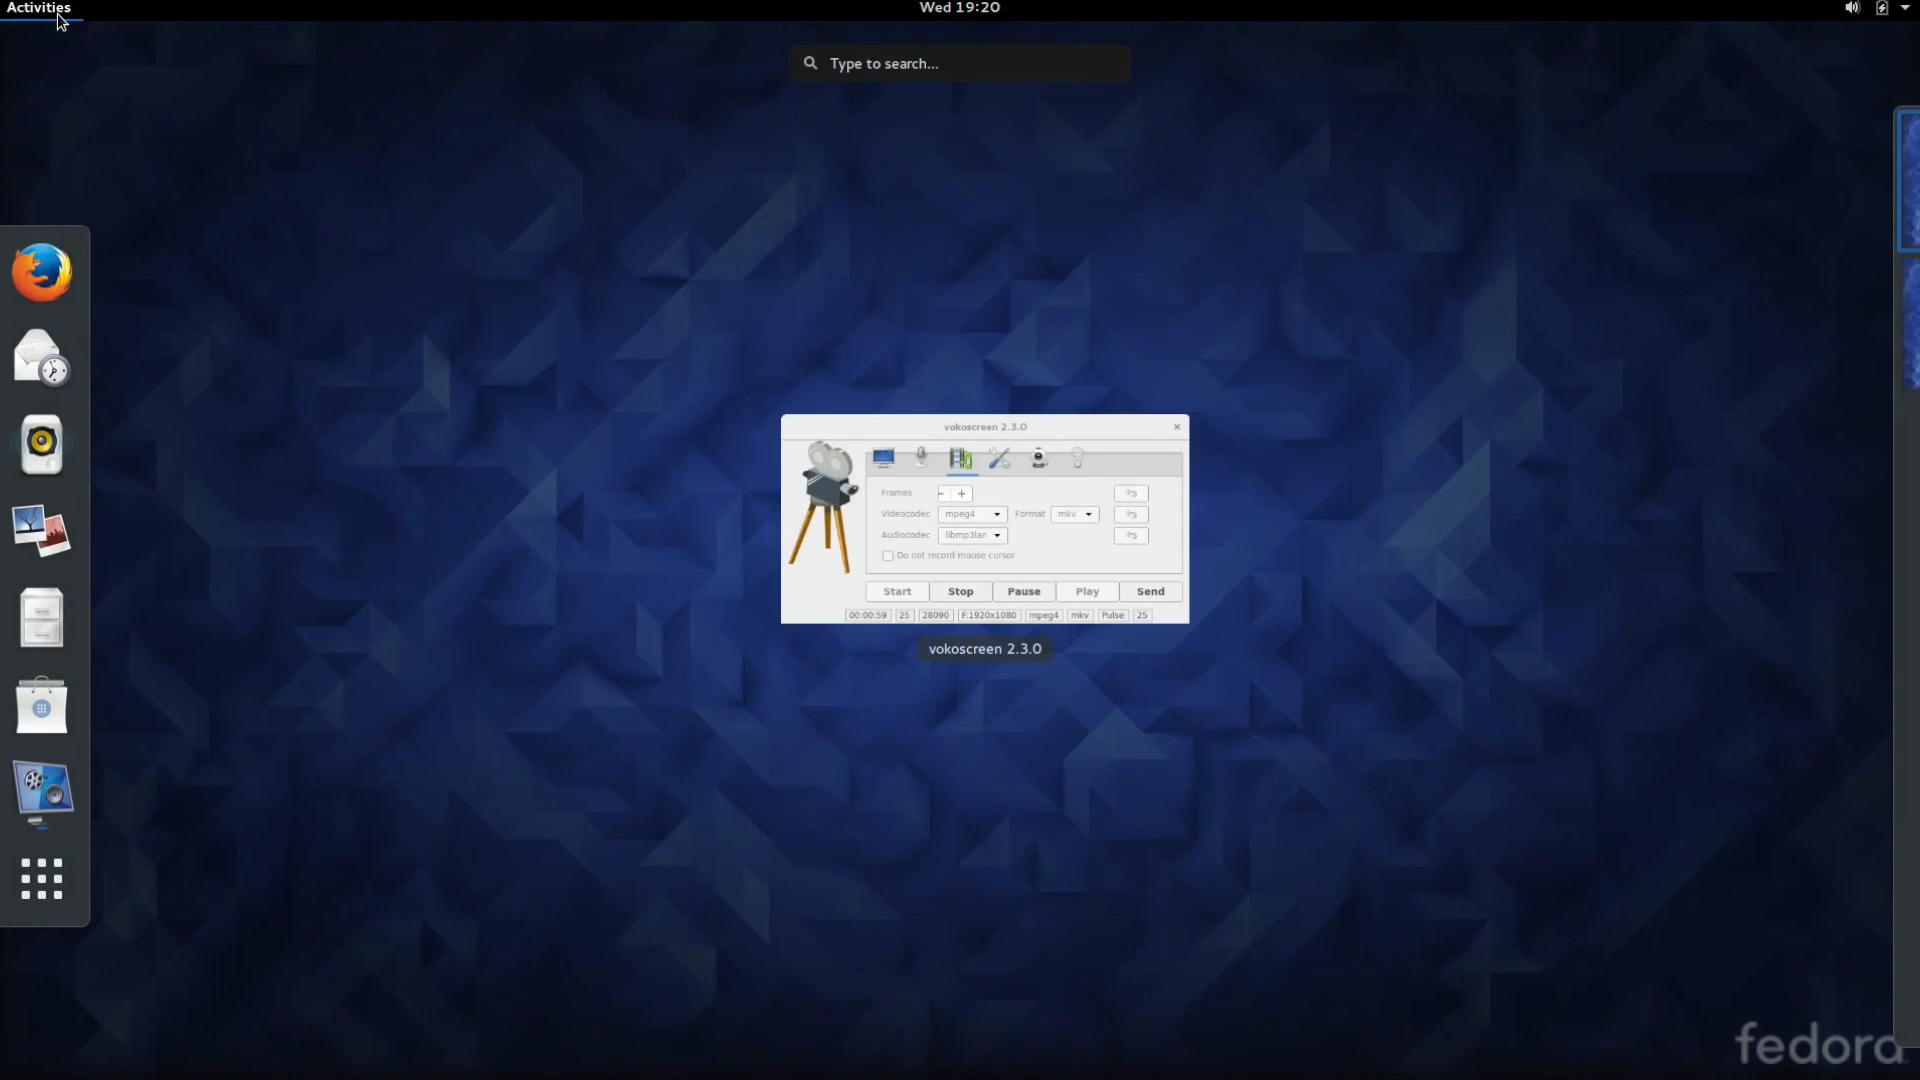 Activities
Wed 19:20
Type to search...
vokoscreen 2.3.0
Frames
Videocodec mpeg4 Format mkv
Audiocodec libmp3lan
Do not record mouse cursor
Start Stop Pause Play Send
00:00:59 25 28090 F:1920x1080 mpeg4 mkv Pulse 25
vokoscreen 2.3.0
fedora